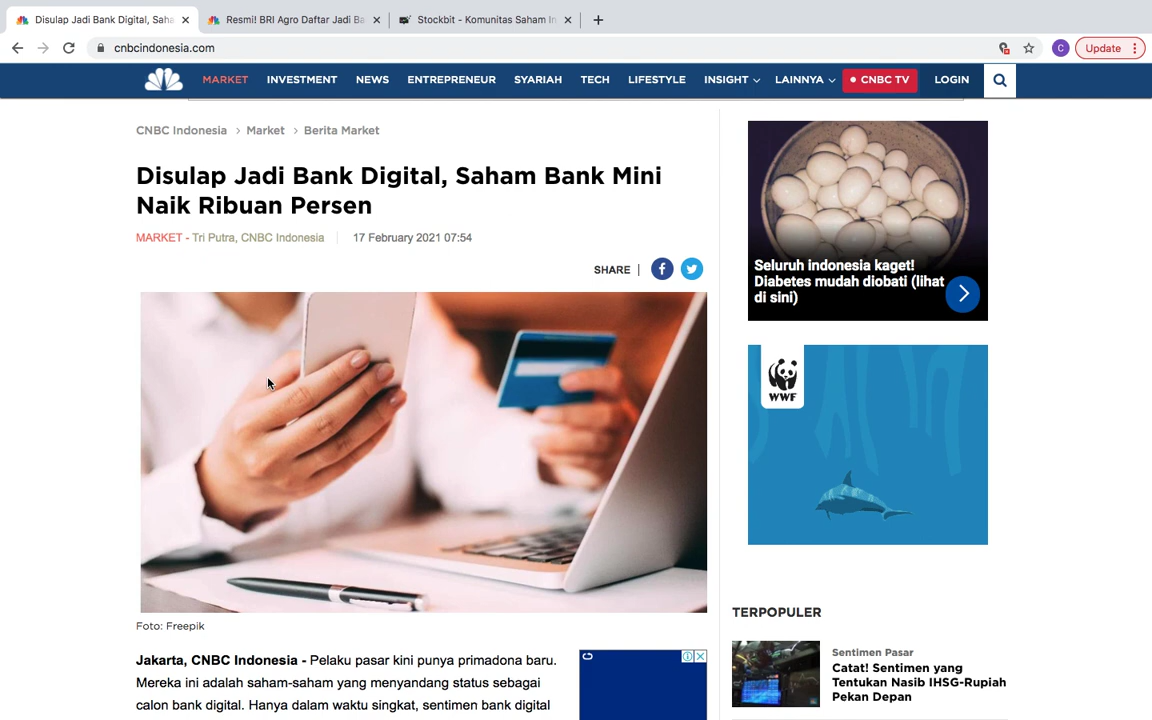 Disulap Jadi Bank Digital, Saha
Resmi! BRI Agro Daftar Jadi Ba
Stockbit - Komunitas Saham In
cnbcindonesia.com
C
Update
MARKET INVESTMENT NEWS ENTREPRENEUR SYARIAH TECH LIFESTYLE INSIGHT LAINNYA CNBC TV LOGIN
CNBC Indonesia > Market > Berita Market
Disulap Jadi Bank Digital, Saham Bank Mini
Naik Ribuan Persen
MARKET - Tri Putra, CNBC Indonesia
17 February 2021 07:54
SHARE |
Foto: Freepik
Jakarta, CNBC Indonesia - Pelaku pasar kini punya primadona baru.
Mereka ini adalah saham-saham yang menyandang status sebagai
calon bank digital. Hanya dalam waktu singkat, sentimen bank digital
Seluruh indonesia kaget!
Diabetes mudah diobati (lihat
di sini)
WWF
TERPOPULER
Sentimen Pasar
Catat! Sentimen yang
Tentukan Nasib IHSG-Rupiah
Pekan Depan